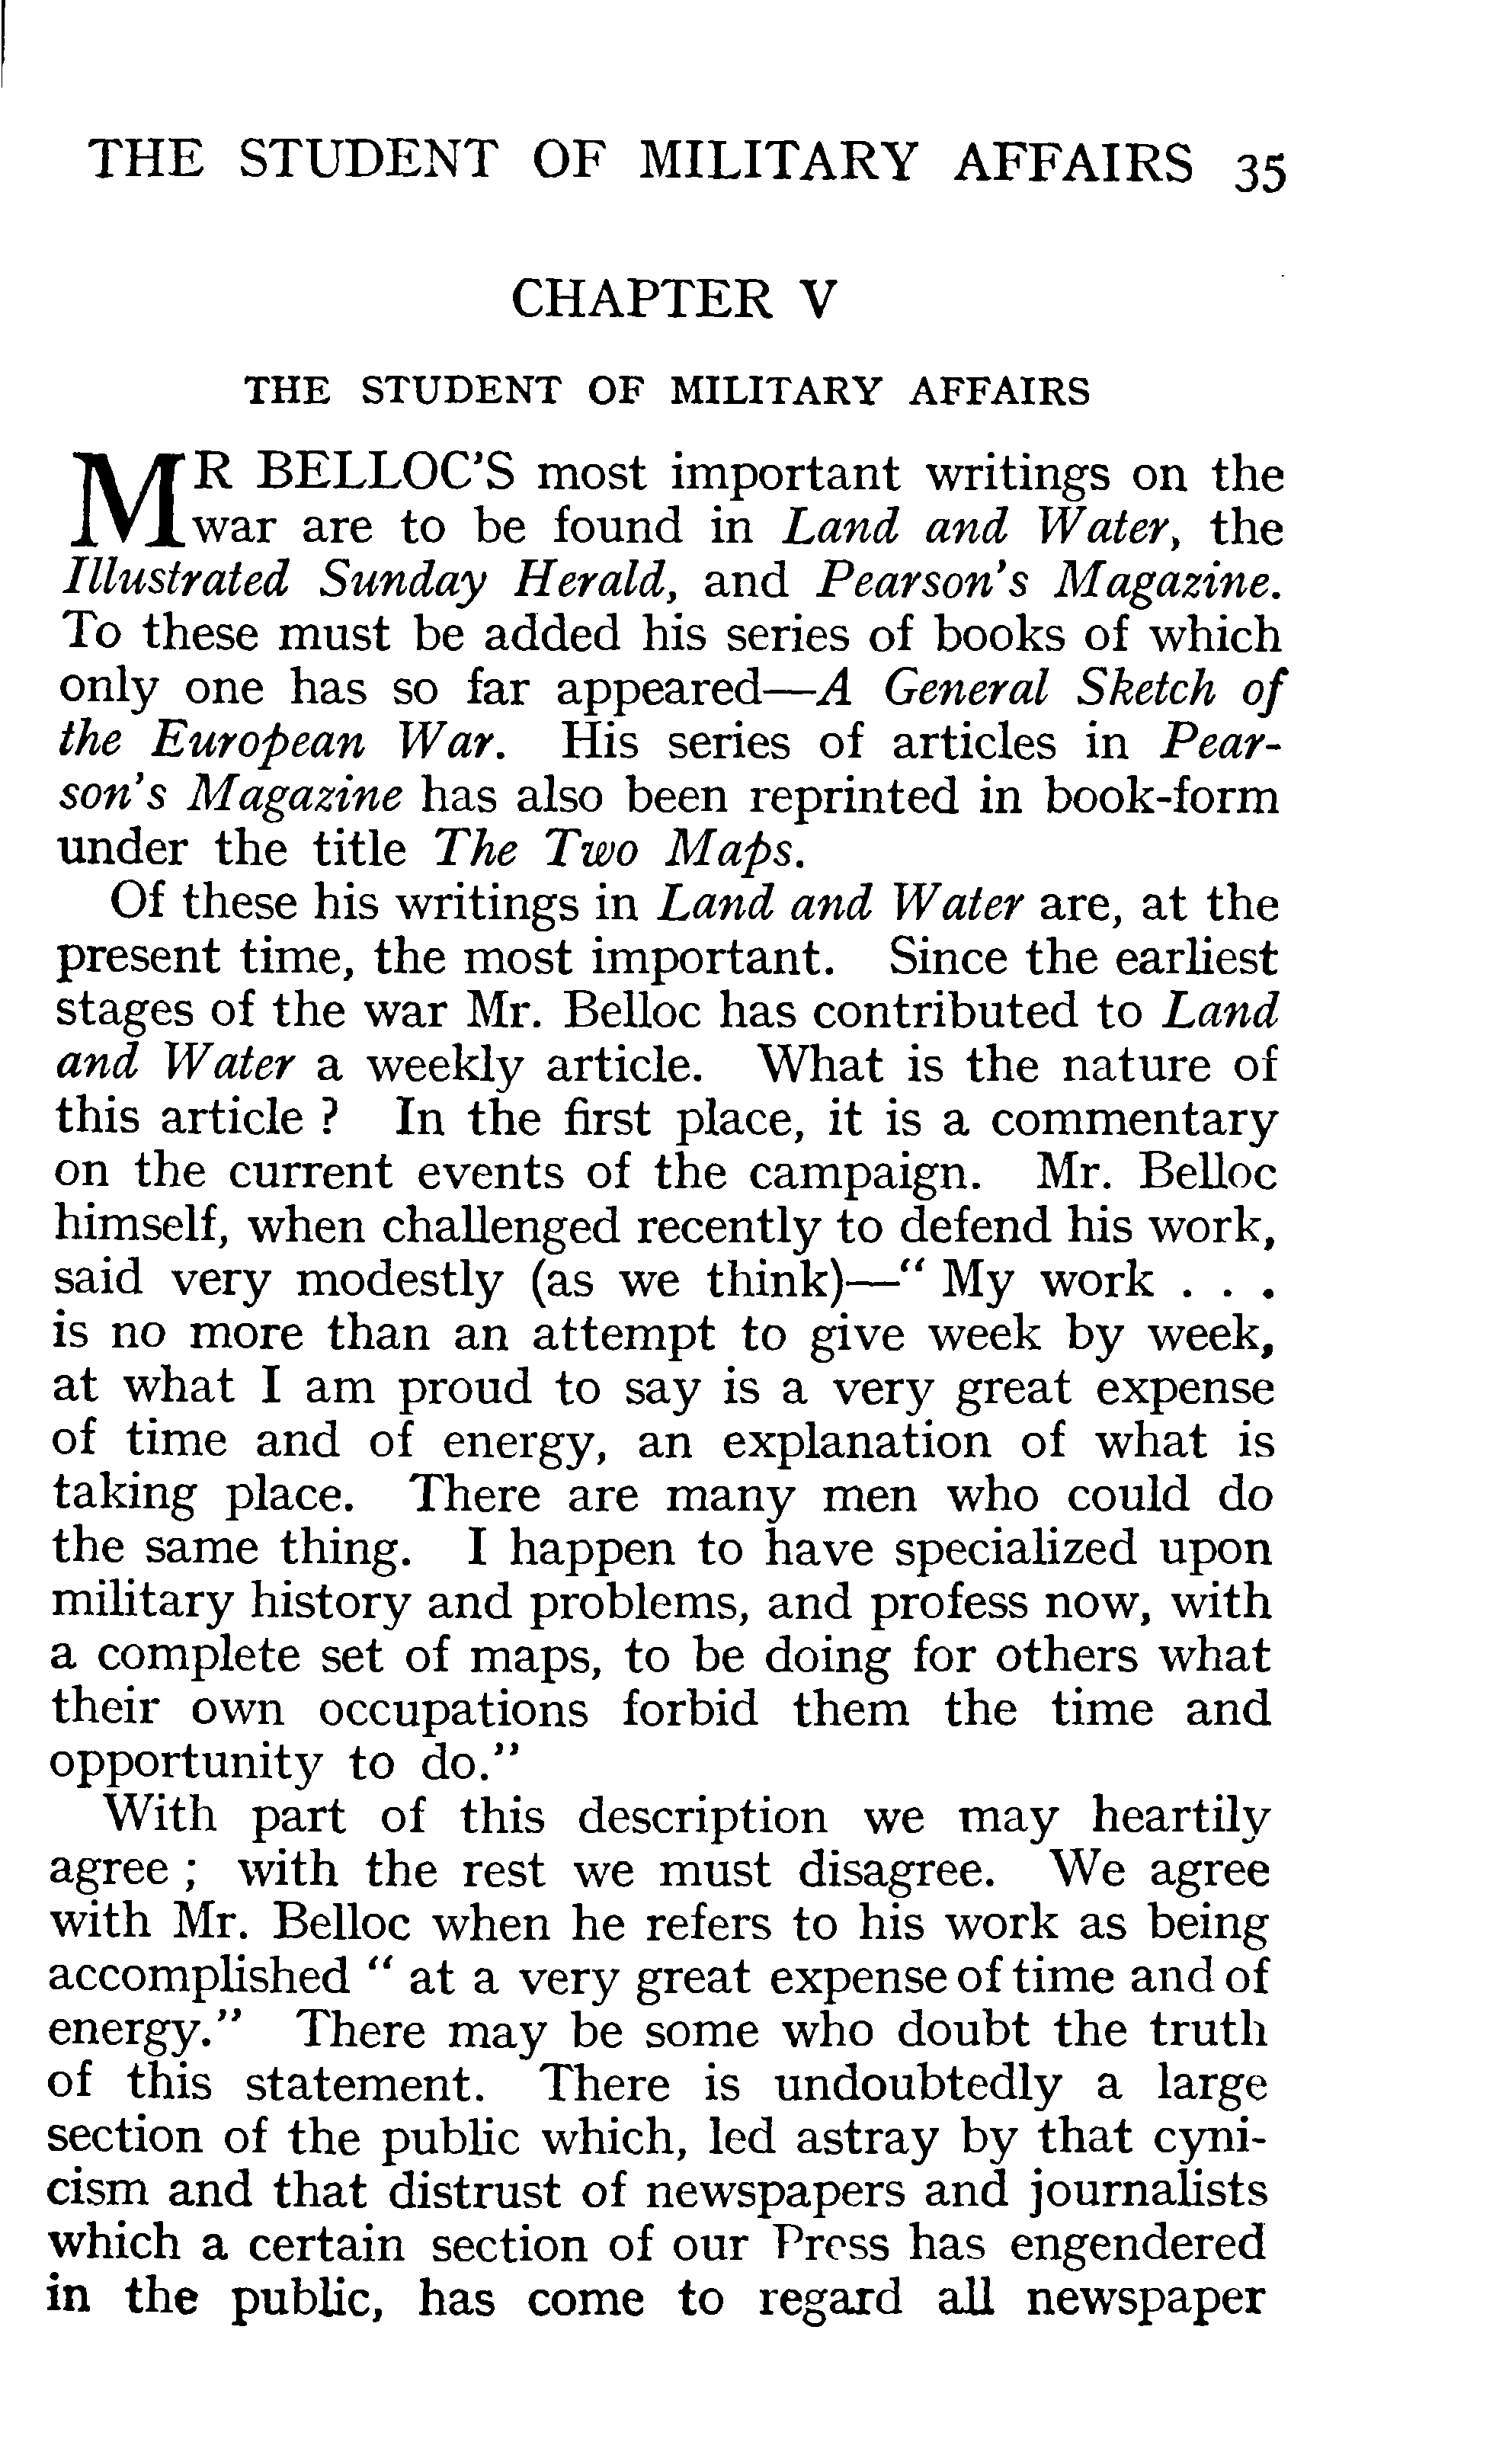 THE STUDENT OF MILITARY AFFAIRS 35
CHAPTER V
THE STUDENT OF MILITARY AFFAIRS
MR BELLOC'S most important writings on the
war are to be found in Land and Water, the
Illustrated Sunday Herald, and Pearson's Magazine.
To these must be added his series of books of which
only one has so far appeared—A General Sketch of
the European War. His series of articles in Pear-
son's Magazine has also been reprinted in book-form
under the title The Two Maps.
Of these his writings in Land and Water are, at the
present time, the most important. Since the earliest
stages of the war Mr. Belloc has contributed to Land
and Water a weekly article. What is the nature of
this article ? In the first place, it is a commentary
on the current events of the campaign. Mr. Belloc
himself, when challenged recently to defend his work,
said very modestly (as we think)—“ My work . . .
is no more than an attempt to give week by week,
at what I am proud to say is a very great expense
of time and of energy, an explanation of what is
taking place. There are many men who could do
the same thing. I happen to have specialized upon
military history and problems, and profess now, with
a complete set of maps, to be doing for others what
their own occupations forbid them the time and
opportunity to do.”
With part of this description we may heartily
agree ; with the rest we must disagree. We agree
with Mr. Belloc when he refers to his work as being
accomplished “ at a very great expense of time and of
energy.” There may be some who doubt the truth
of this statement. There is undoubtedly a large
section of the public which, led astray by that cyni-
cism and that distrust of newspapers and journalists
which a certain section of our Press has engendered
in the public, has come to regard all newspaper